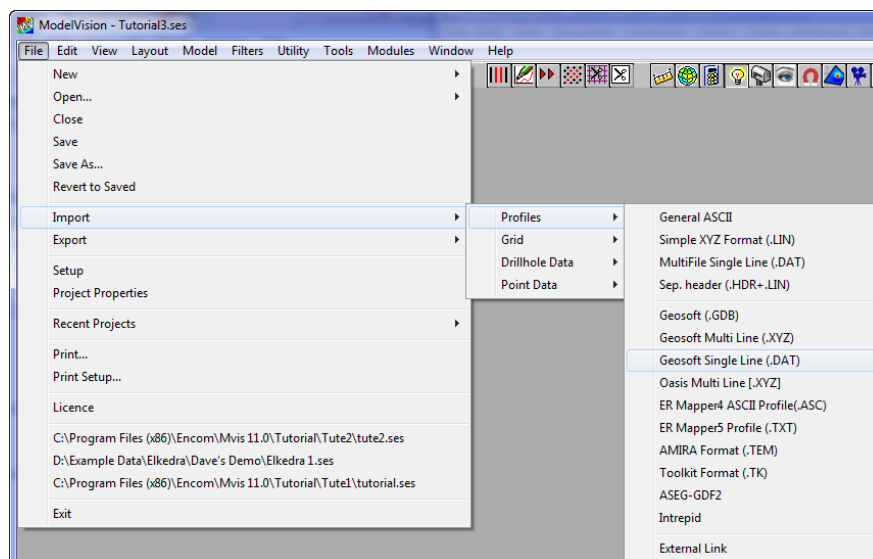 ModelVision - Tutorial3.ses
File Edit View Layout Model Filters Utility Tools Modules Window Help
New
Open...
Close
Save
Save As...
Revert to Saved
Import
Export
Setup
Project Properties
Recent Projects
Print...
Print Setup...
Licence
C:\Program Files (x86)\Encom\Mvis 11.0\Tutorial\Tute2\tute2.ses
D:\Example Data\Elkedra\Dave's Demo\Elkedra 1.ses
C:\Program Files (x86)\Encom\Mvis 11.0\Tutorial\Tute1\tutorial.ses
Exit
Profiles
Grid
Drillhole Data
Point Data
General ASCII
Simple XYZ Format (.LIN)
MultiFile Single Line (.DAT)
Sep. header (.HDR+.LIN)
Geosoft (.GDB)
Geosoft Multi Line (.XYZ)
Geosoft Single Line (.DAT)
Oasis Multi Line [.XYZ]
ER Mapper4 ASCII Profile(.ASC)
ER Mapper5 Profile (.TXT)
AMIRA Format (.TEM)
Toolkit Format (.TK)
ASEG-GDF2
Intrepid
External Link